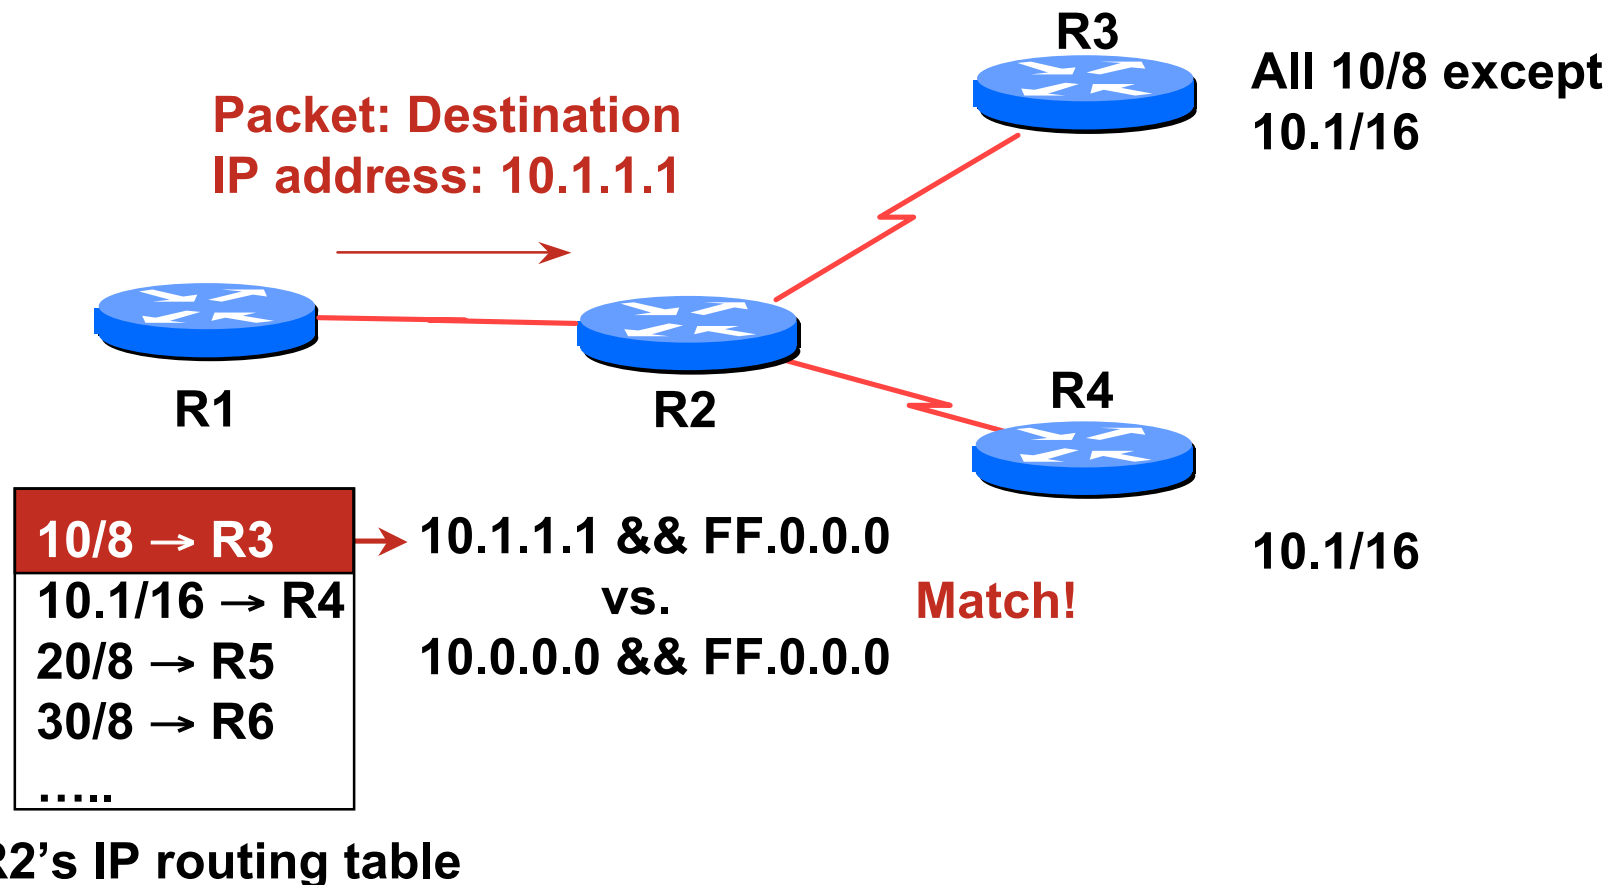 R3
All 10/8 except
10.1/16
Packet: Destination
IP address: 10.1.1.1
R1
R2
R4
10/8 → R3
10.1/16 → R4
20/8 → R5
30/8 → R6
…..
10.1.1.1 && FF.0.0.0
vs.
10.0.0.0 && FF.0.0.0
Match!
10.1/16
R2’s IP routing table